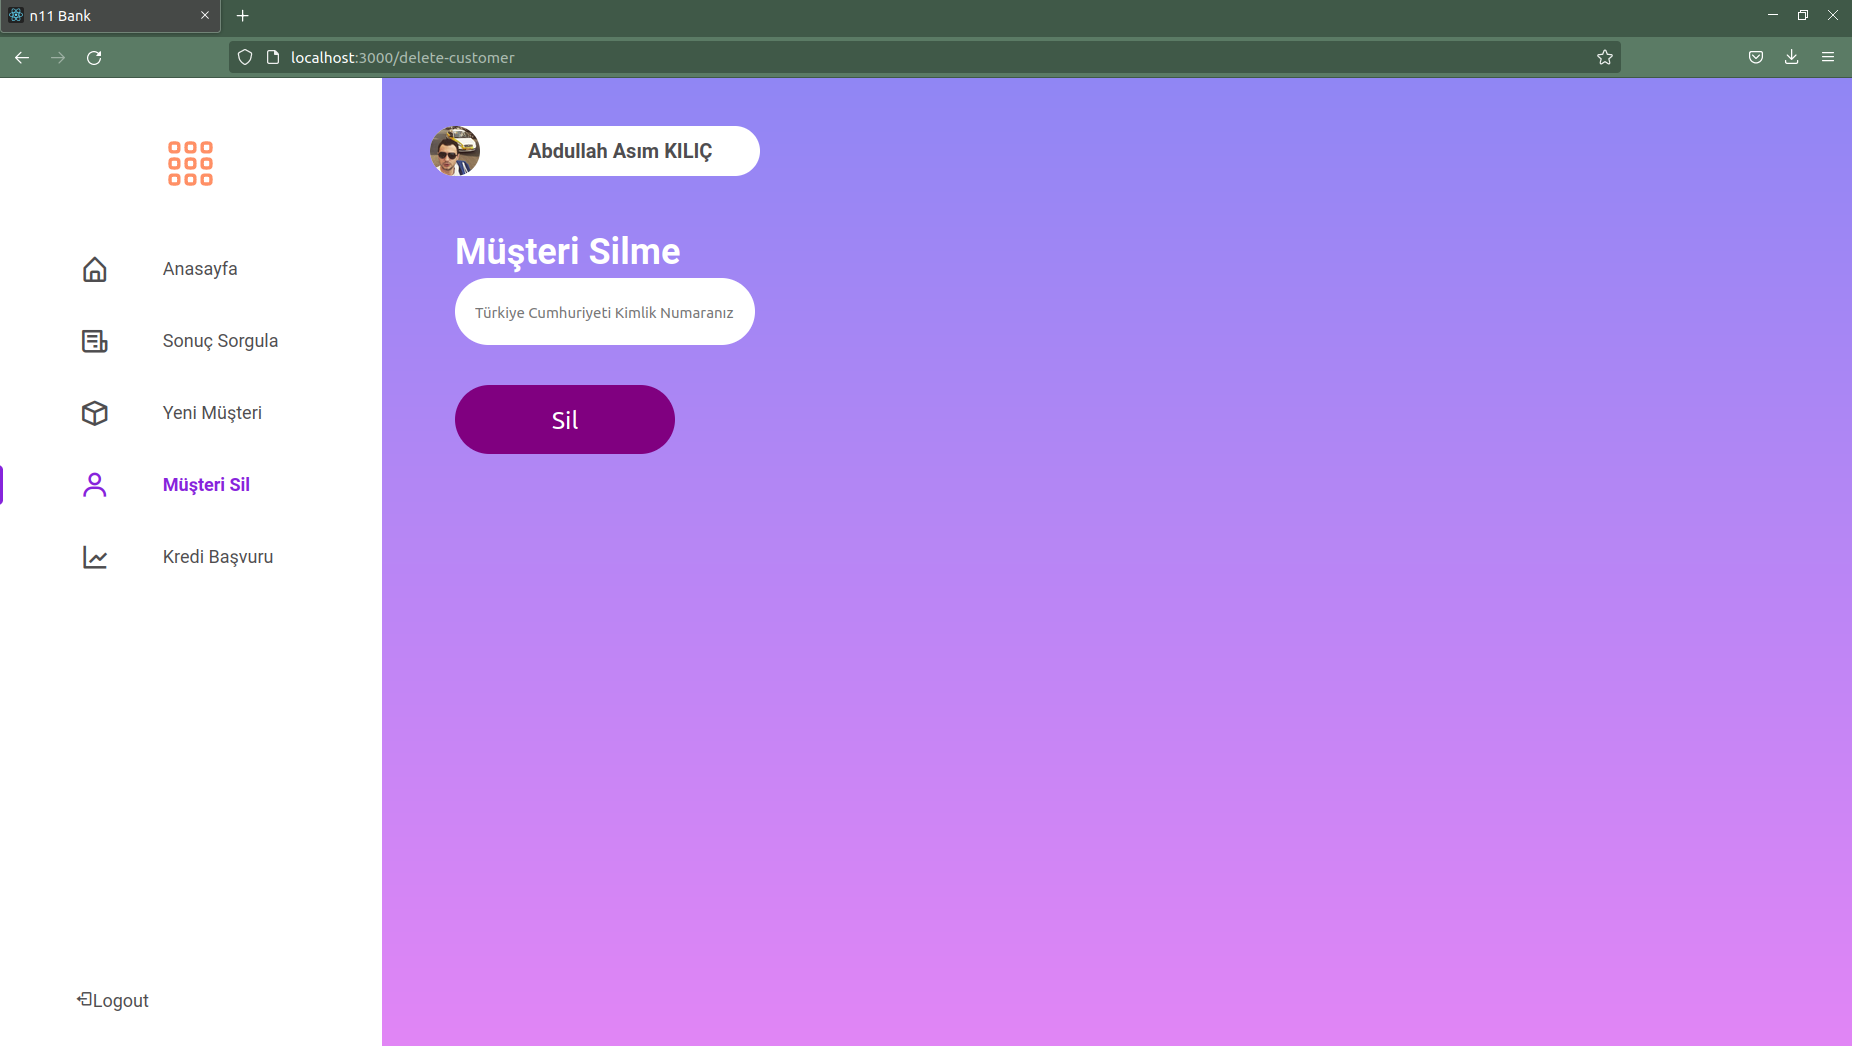 n11 Bank
localhost:3000/delete-customer
Abdullah Asım KILIÇ
Anasayfa
Sonuç Sorgula
Yeni Müşteri
Müşteri Sil
Kredi Başvuru
Logout
Müşteri Silme
Türkiye Cumhuriyeti Kimlik Numaranız
Sil